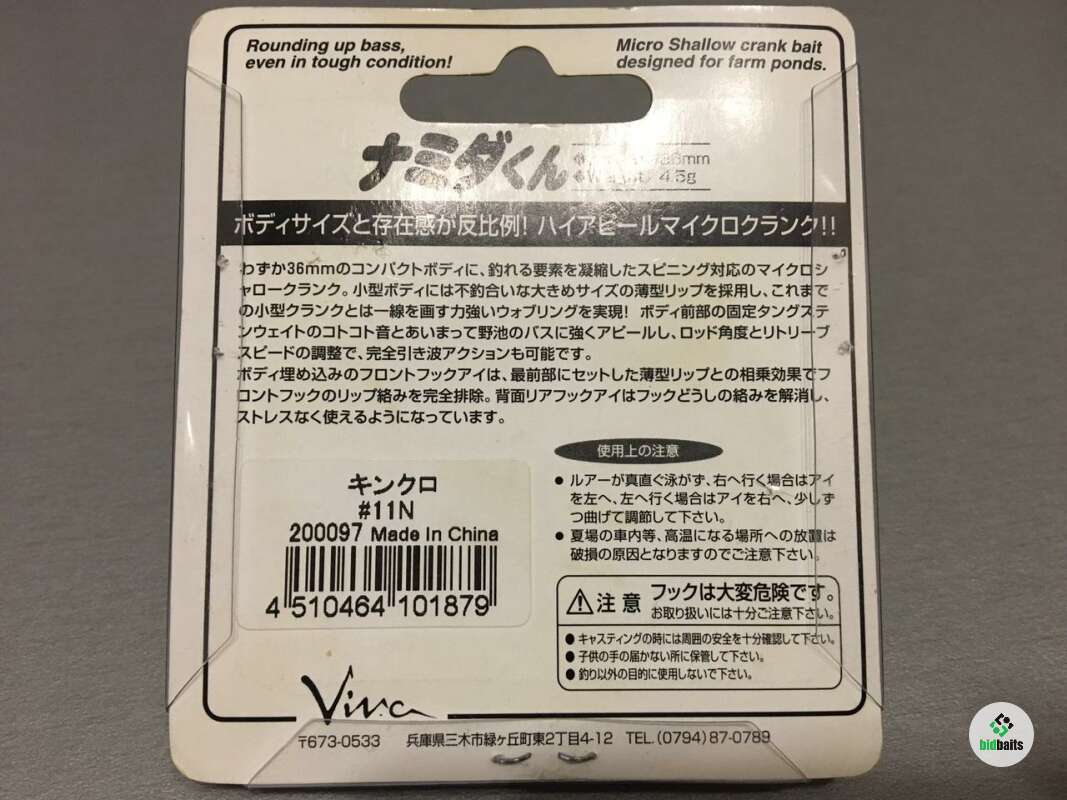 Rounding up bass,
even in tough condition!
Micro Shallow crank bait
designed for farm ponds.
ナミダくん
36mm
Weight/ 4.5g
ボディサイズと存在感が反比例! ハイアピールマイクロクランク!!
わずか36mmのコンパクトボディに、釣れる要素を凝縮したスピニング対応のマイクロシ
ャロークランク。小型ボディには不釣合いな大きめサイズの薄型リップを採用し、これまで
の小型クランクとは一線を画す力強いウォブリングを実現! ボディ前部の固定タングステ
ンウェイトのコトコト音とあいまって野池のバスに強くアピールし、ロッド角度とリトリーブ
スピードの調整で、完全引き波アクションも可能です。
ボディ埋め込みのフロントフックアイは、最前部にセットした薄型リップとの相乗効果でフ
ロントフックのリップ絡みを完全排除。背面リアフックアイはフックどうしの絡みを解消し、
ストレスなく使えるようになっています。
使用上の注意
● ルアーが真直ぐ泳がず、右へ行く場合はアイ
を左へ、左へ行く場合はアイを右へ、少しず
つ曲げて調節して下さい。
● 夏場の車内等、高温になる場所への放置は
破損の原因となりますのでご注意下さい。
キンクロ
#11N
200097 Made In China
4 510464 101879
注意 フックは大変危険です。
お取り扱いには十分ご注意下さい。
● キャスティングの時には周囲の安全を十分確認して下さい。
● 子供の手の届かない所に保管して下さい。
● 釣り以外の目的に使用しないで下さい。
Viva
〒673-0533 兵庫県三木市緑ヶ丘町東2丁目4-12 TEL.(0794)87-0789
bidbaits